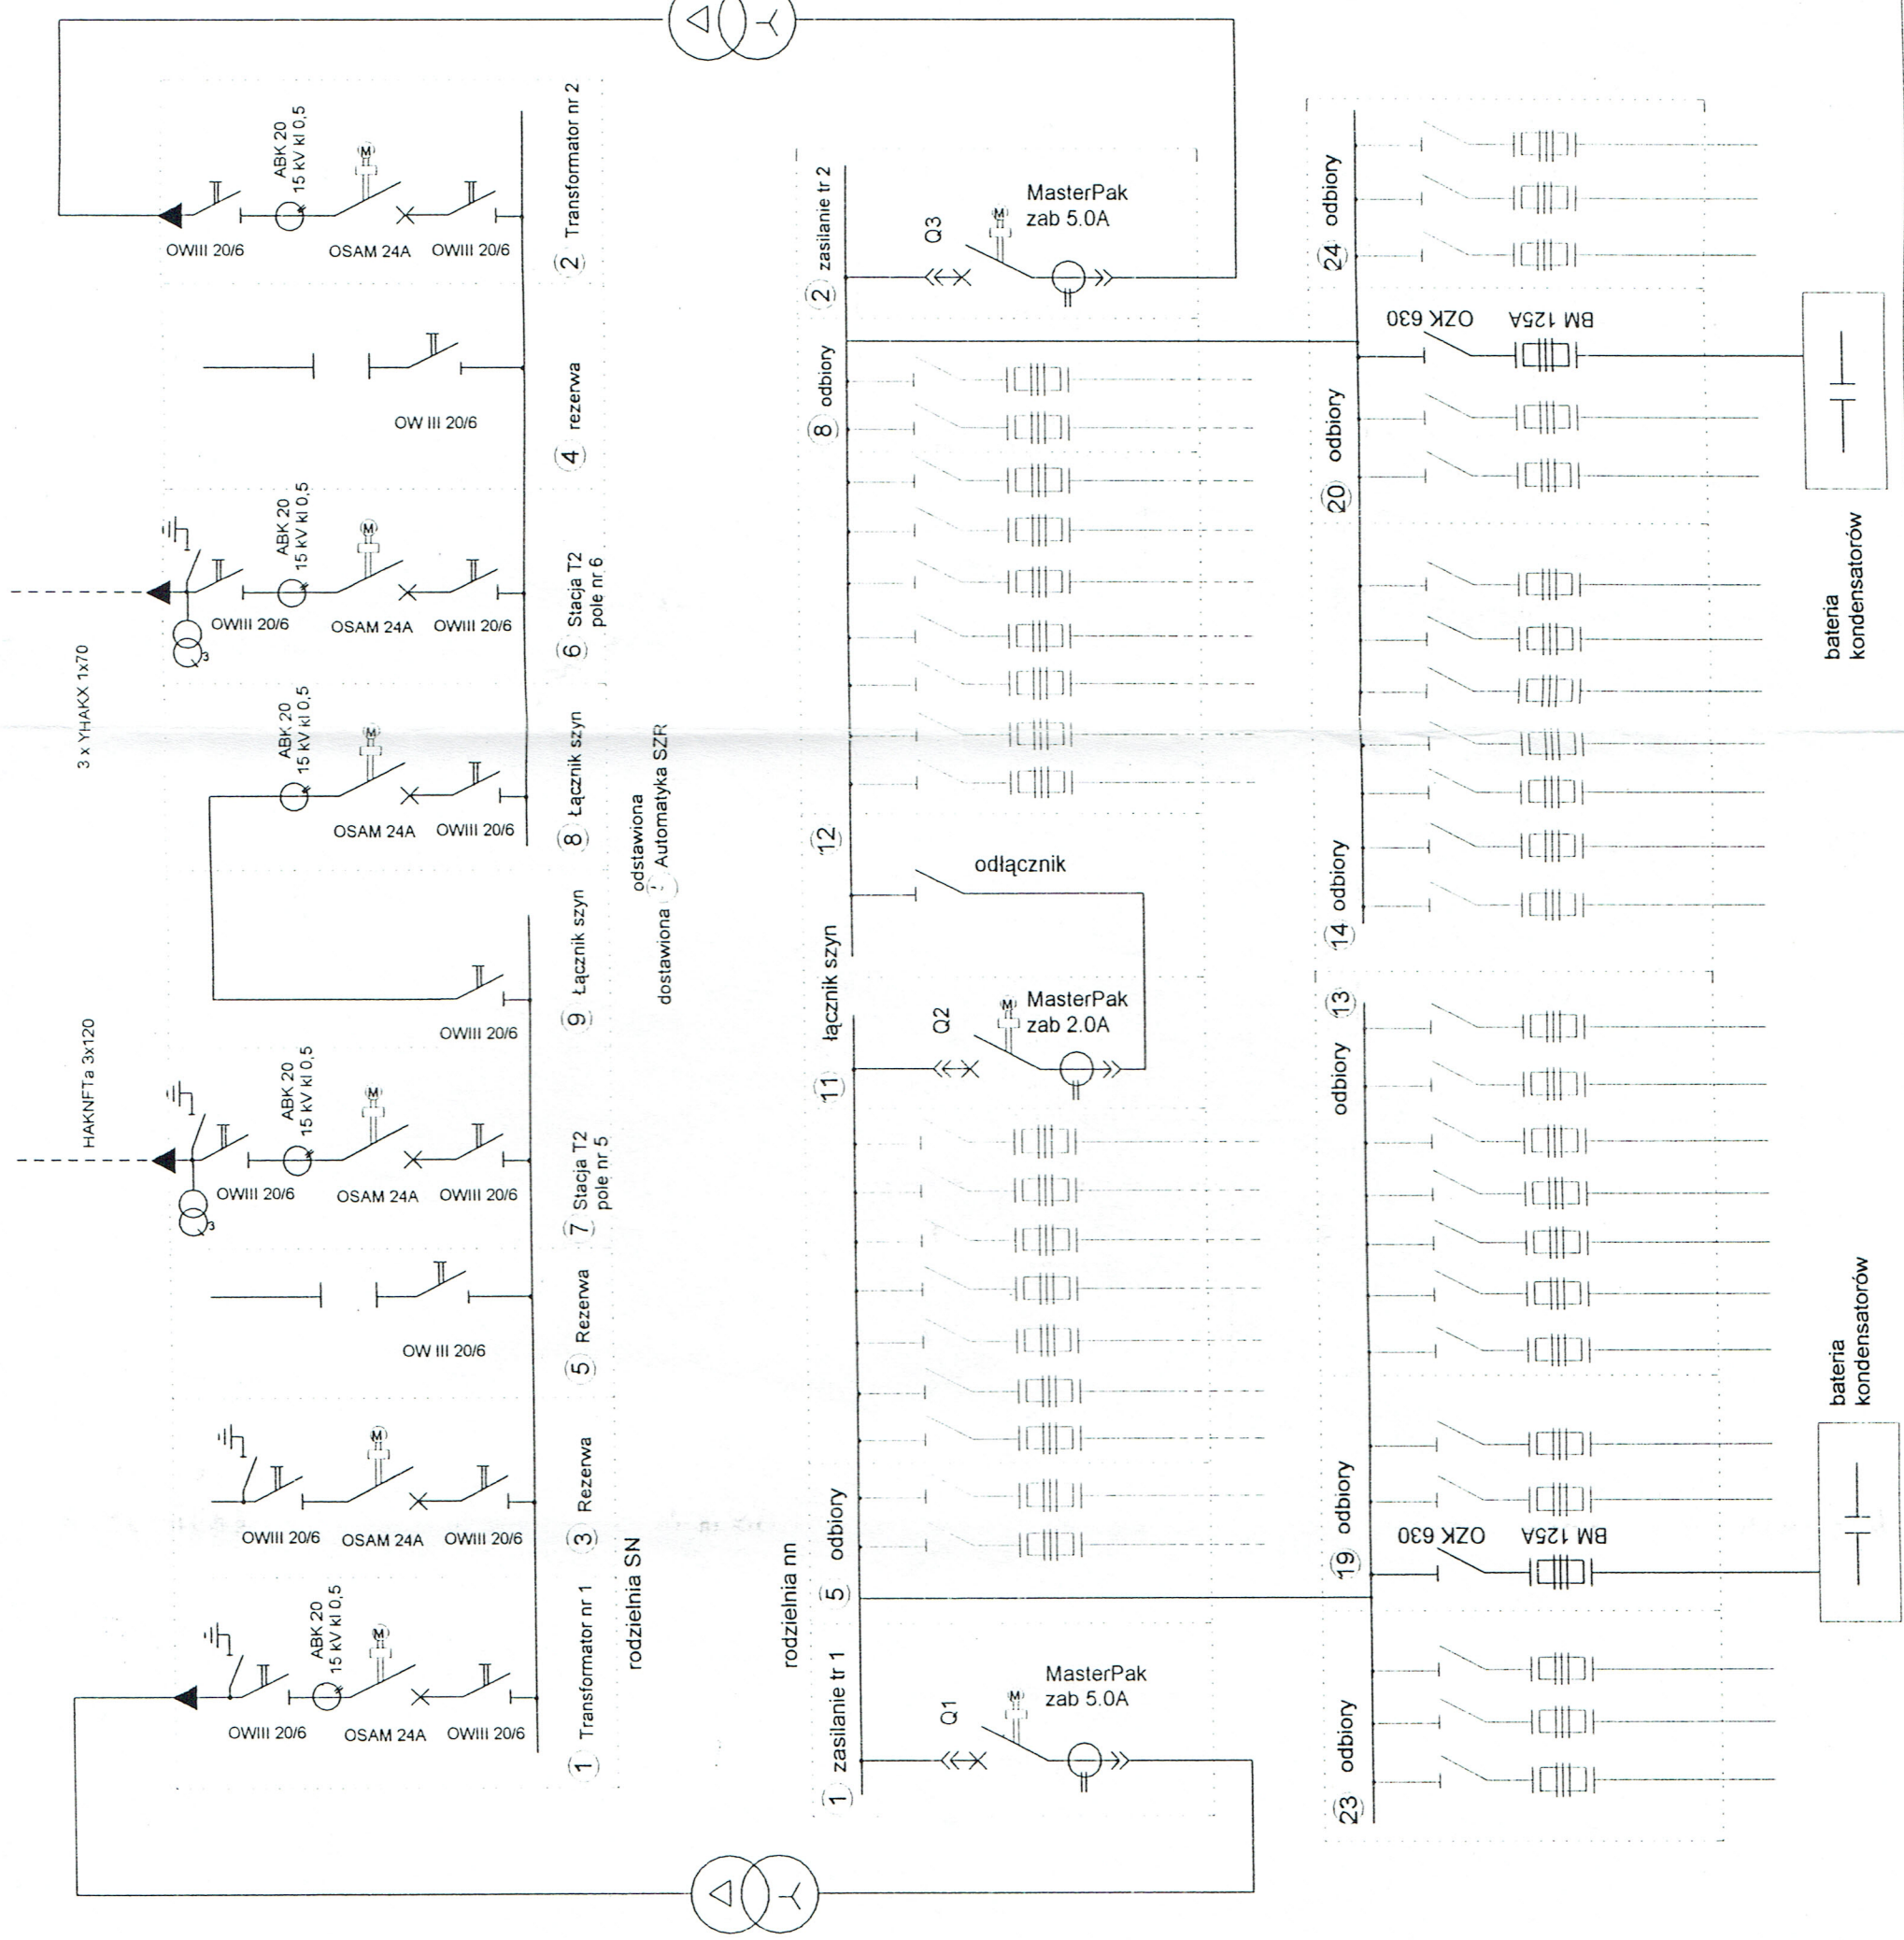 HAKNFTa 3x120
3 x YHAKX 1x70
OWIII 20/6
ABK 20
15 kV kl 0,5
OSAM 24A
M
OWIII 20/6
1 Transformator nr 1
OWIII 20/6
OSAM 24A
M
OWIII 20/6
3 Rezerwa
OW III 20/6
5 Rezerwa
3
OWIII 20/6
ABK 20
15 kV kl 0,5
OSAM 24A
M
OWIII 20/6
7 Stacja T2
pole nr 5
OWIII 20/6
9 Łącznik szyn
ABK 20
15 kV kl 0,5
OSAM 24A
M
OWIII 20/6
8 Łącznik szyn
3
OWIII 20/6
ABK 20
15 kV kl 0,5
OSAM 24A
M
OWIII 20/6
6 Stacja T2
pole nr 6
OW III 20/6
4 rezerwa
OWIII 20/6
ABK 20
15 kV kl 0,5
OSAM 24A
M
OWIII 20/6
2 Transformator nr 2
rodzielnia SN
odstawiona
dostawiona Automatyka SZR
rodzielnia nn
1 zasilanie tr 1
5 odbiory
11 łącznik szyn
12
8 odbiory
2 zasilanie tr 2
Q1
M
MasterPak
zab 5.0A
Q2
M
MasterPak
zab 2.0A
odłącznik
Q3
M
MasterPak
zab 5.0A
23 odbiory
19 odbiory
odbiory 13
14 odbiory
20 odbiory
24 odbiory
OZK 630
BM 125A
OZK 630
BM 125A
bateria
kondensatorów
bateria
kondensatorów